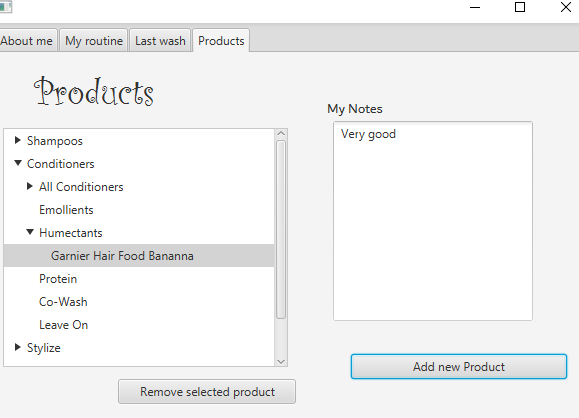 About me
My routine
Last wash
Products
Products
My Notes
Very good
Shampoos
Conditioners
All Conditioners
Emollients
Humectants
Garnier Hair Food Bananna
Protein
Co-Wash
Leave On
Stylize
Add new Product
Remove selected product